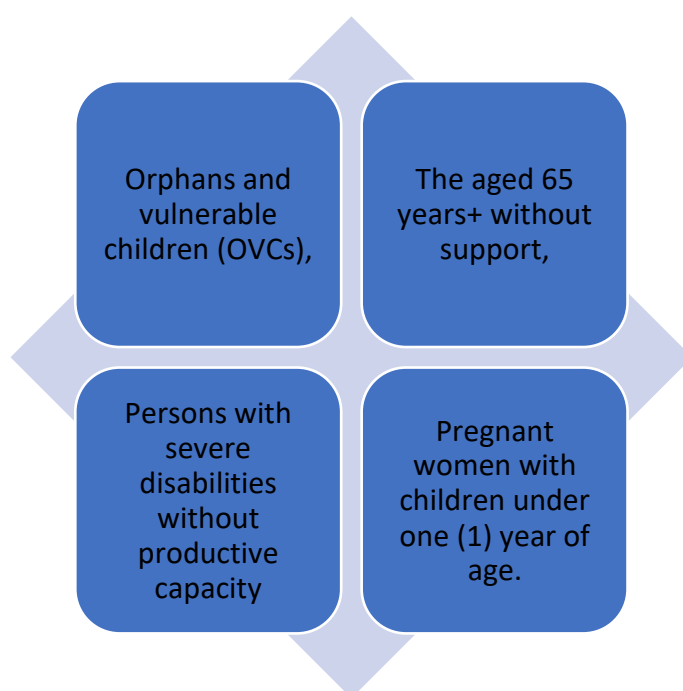 Orphans and
vulnerable
children (OVCs),
The aged 65
years+ without
support,
Persons with
severe
disabilities
without
productive
capacity
Pregnant
women with
children under
one (1) year of
age.